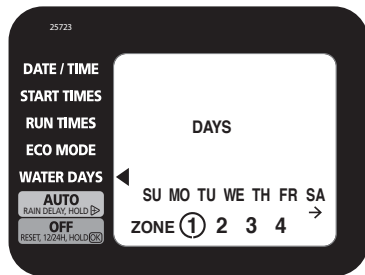 25723
DATE / TIME
START TIMES
RUN TIMES
ECO MODE
WATER DAYS
AUTO
RAIN DELAY, HOLD
OFF
RESET, 12/24H, HOLD OK
DAYS
SU MO TU WE TH FR SA
ZONE 1 2 3 4